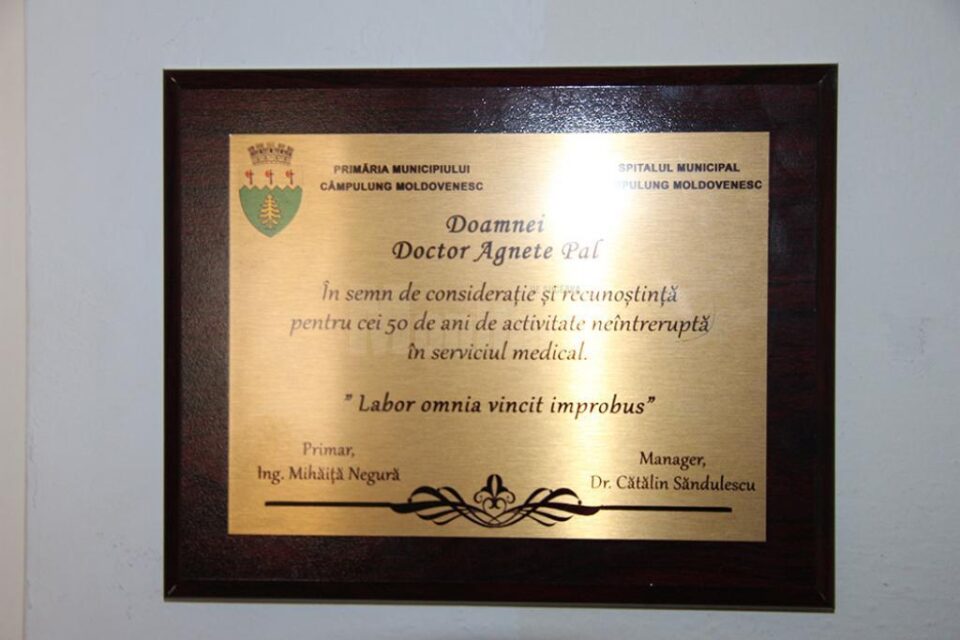 PRIMĂRIA MUNICIPIULUI
CÂMPULUNG MOLDOVENESC
SPITALUL MUNICIPAL
MOLDOVENESC
Doamnei
Doctor Agnete Pal
În semn de considerație și recunoștință
pentru cei 50 de ani de activitate neîntreruptă
în serviciul medical.
" Labor omnia vincit improbus"
Primar,
Ing. Mihăiță Negură
Manager,
Dr. Cătălin Săndulescu